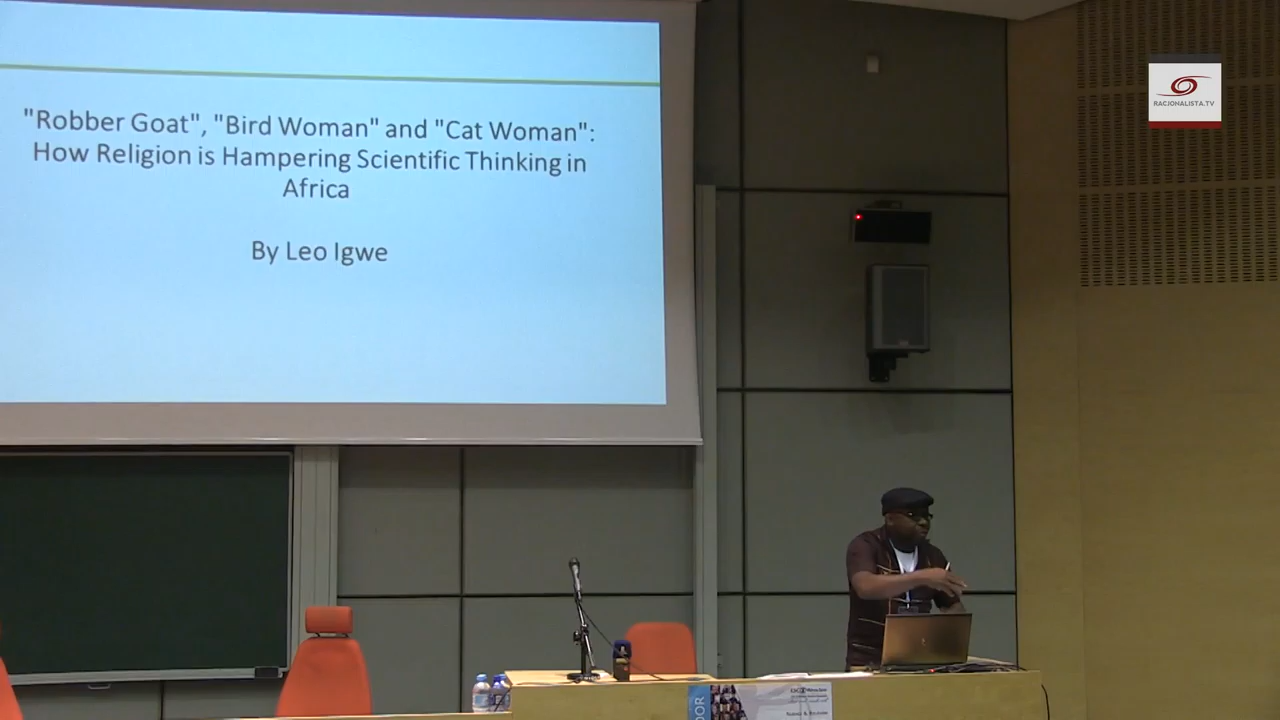 "Robber Goat", "Bird Woman" and "Cat Woman":
How Religion is Hampering Scientific Thinking in
Africa
By Leo Igwe
RACJONALISTA.TV